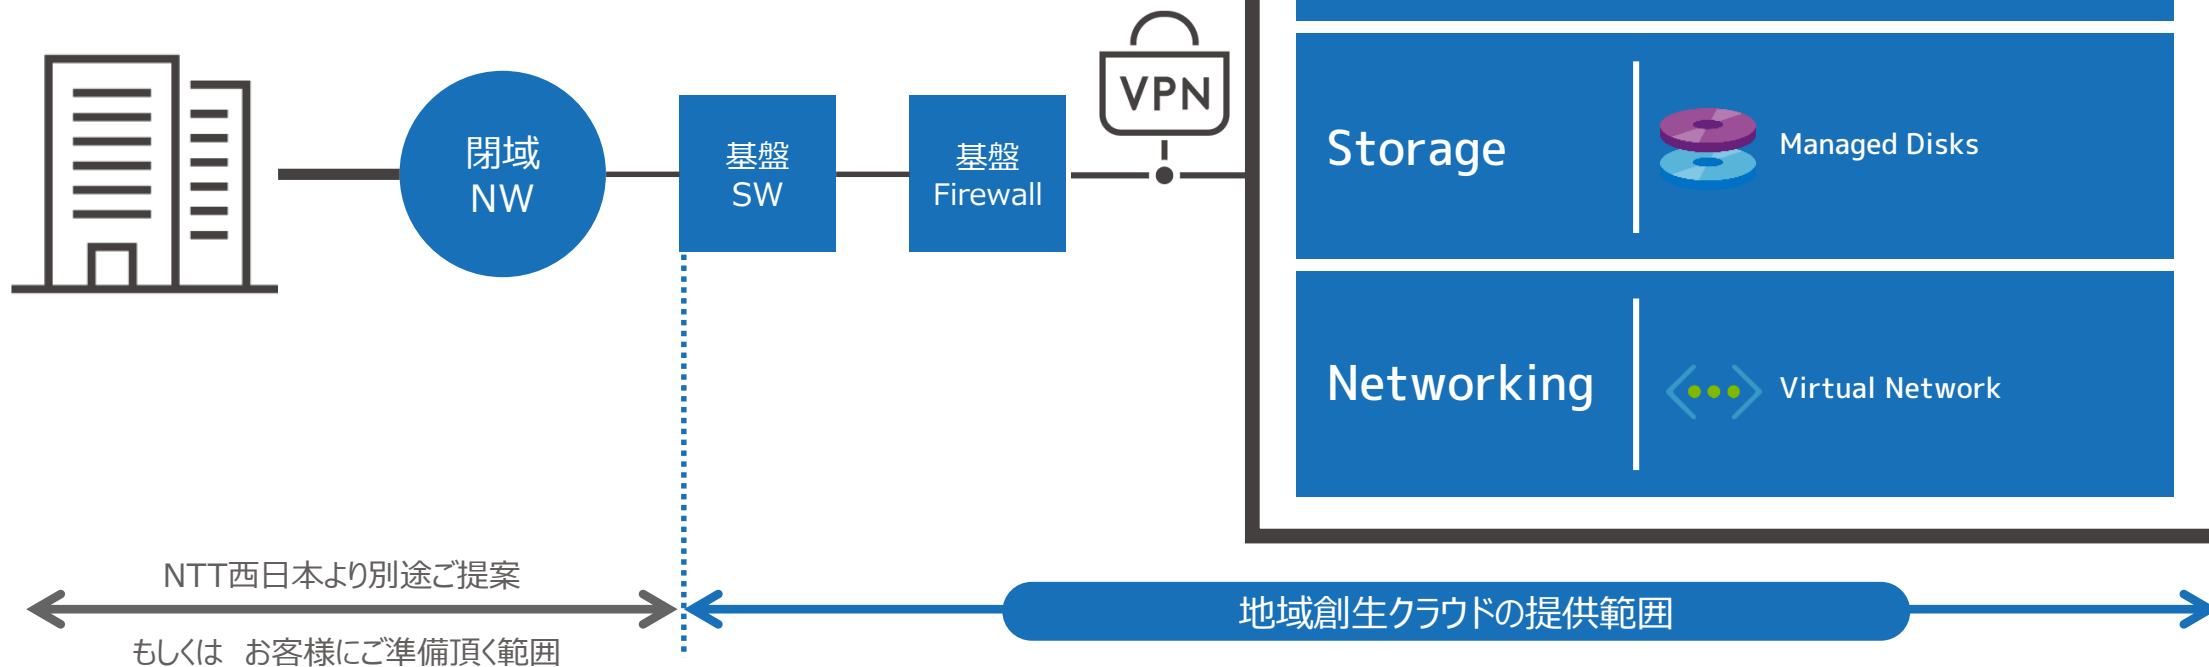 VPN
閉域
NW
基盤
SW
基盤
Firewall
Storage
Managed Disks
Networking
Virtual Network
NTT西日本より別途ご提案
もしくは　お客様にご準備頂く範囲
地域創生クラウドの提供範囲